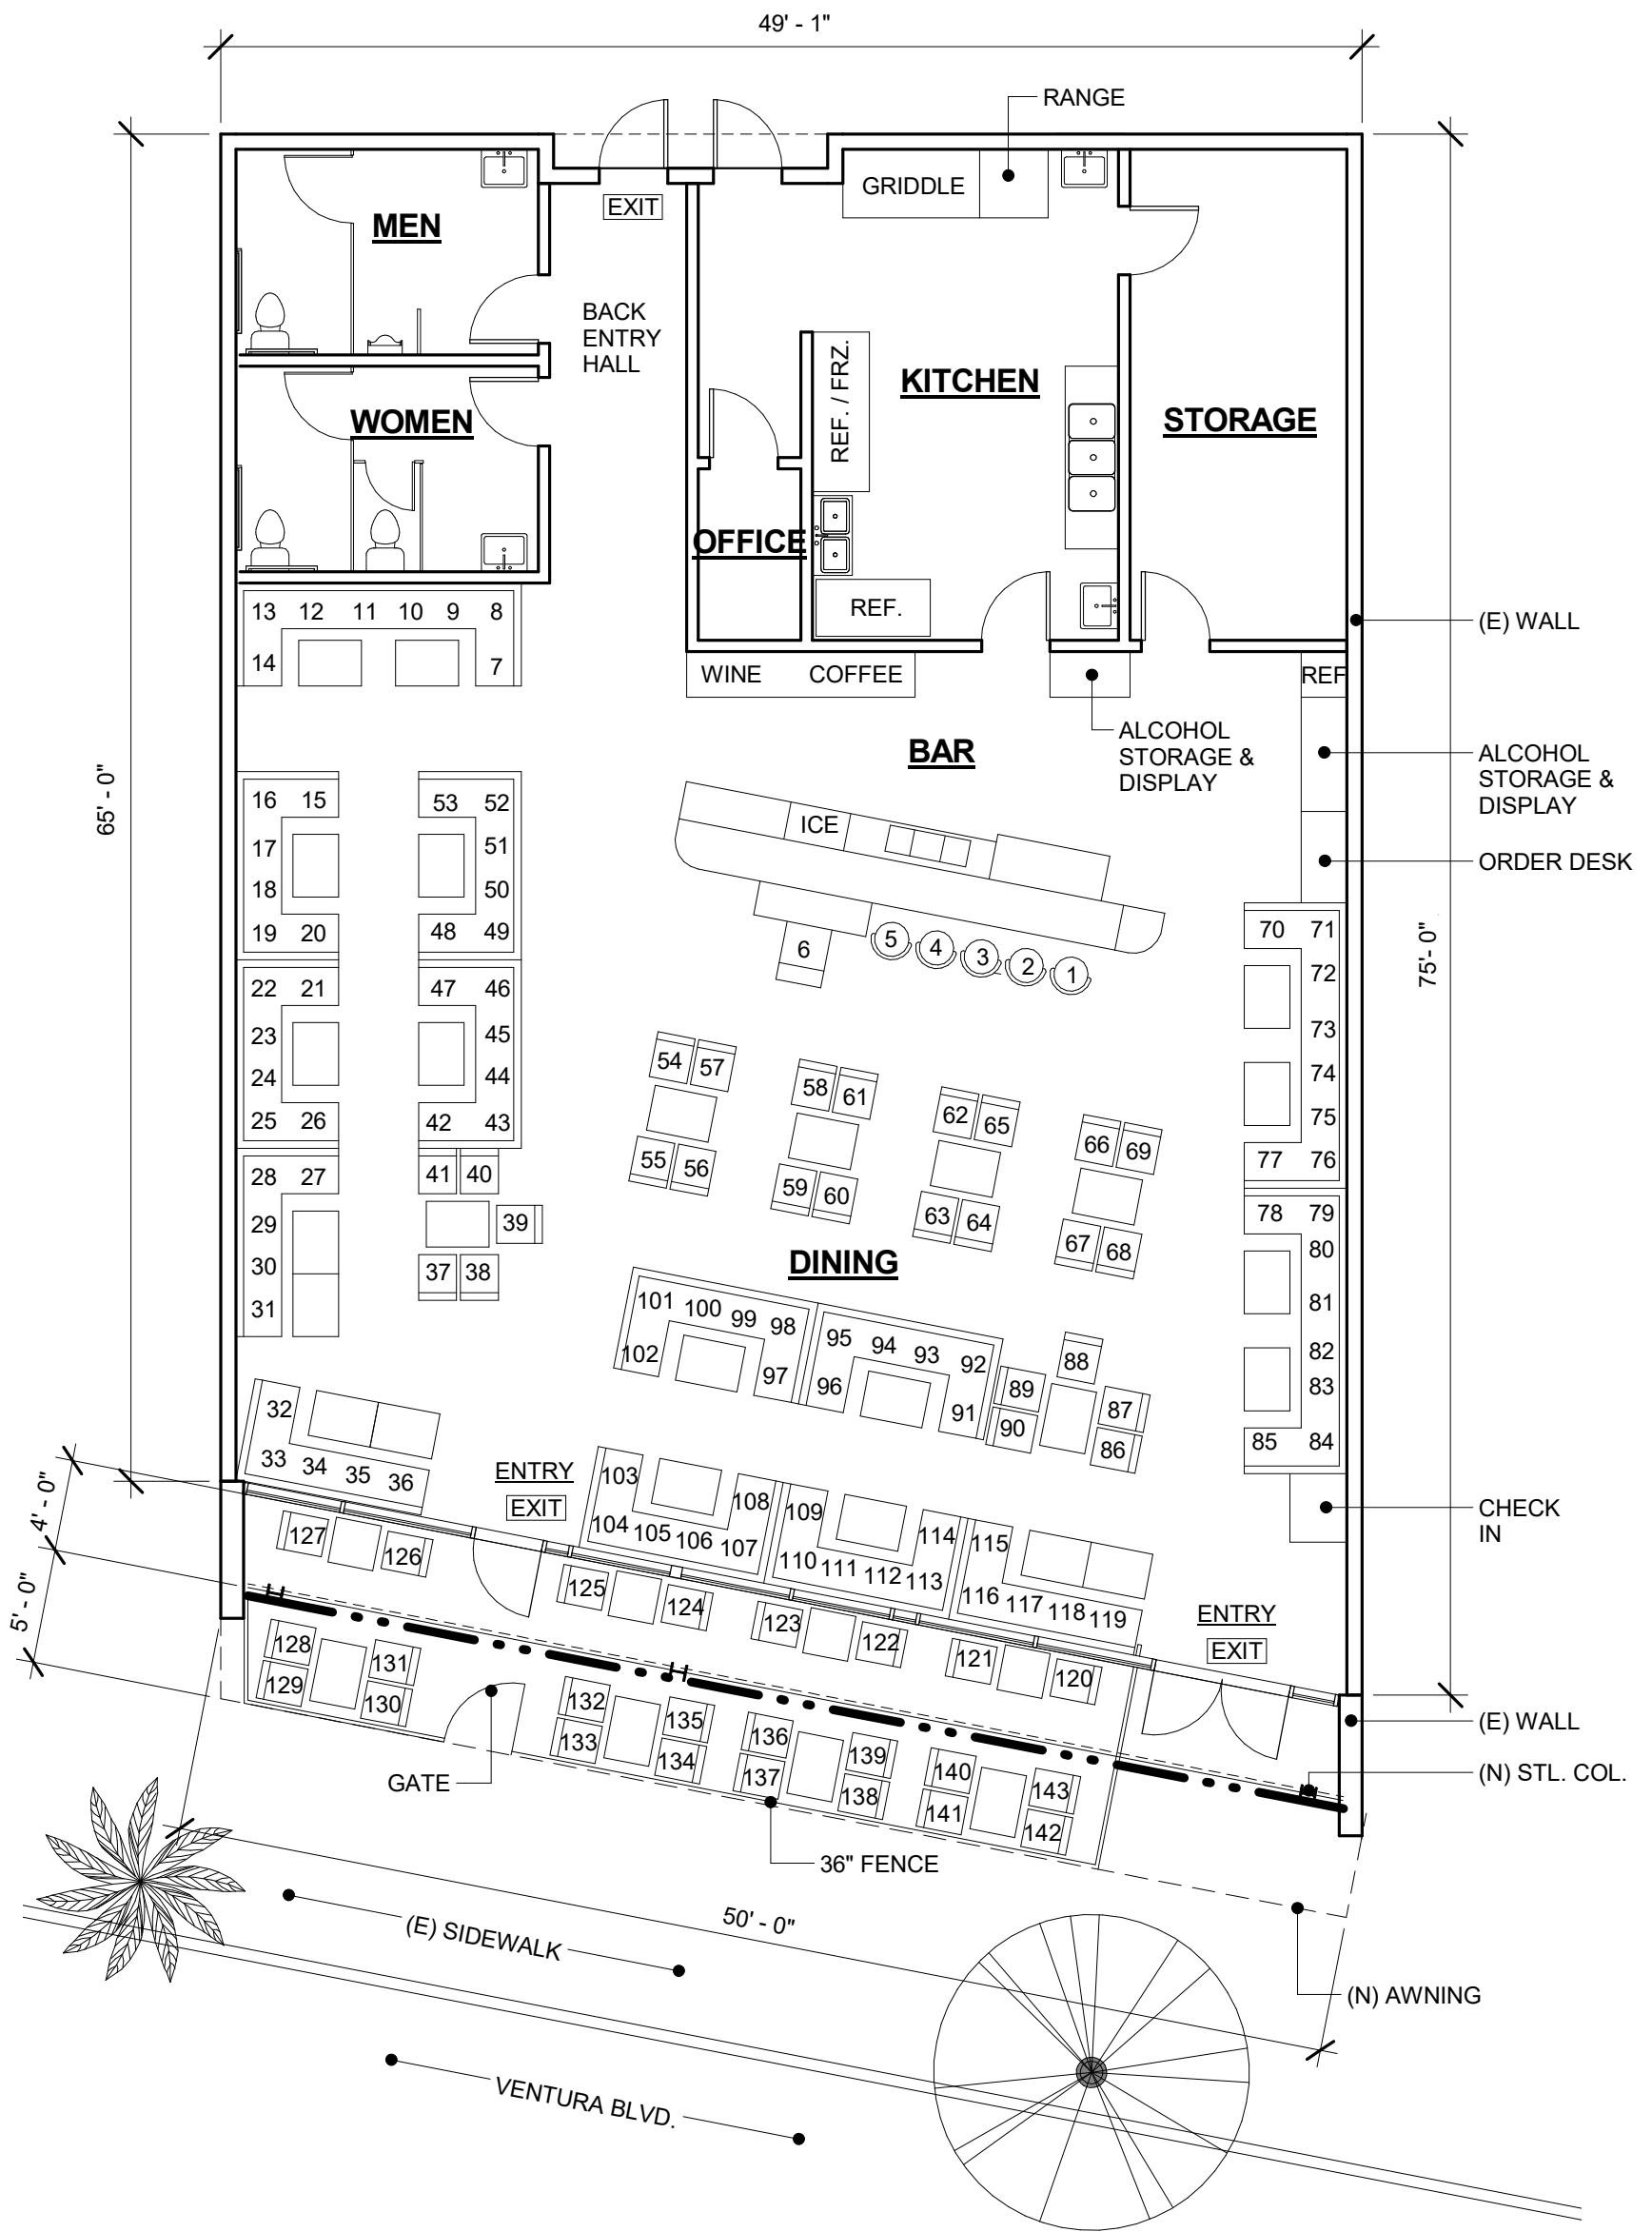 49' - 1"
RANGE
GRIDDLE
EXIT
MEN
BACK
ENTRY
HALL
REF. / FRZ.
KITCHEN
WOMEN
STORAGE
OFFICE
REF.
13 12 11 10 9 8
14 7
(E) WALL
WINE COFFEE
REF
ALCOHOL
STORAGE &
DISPLAY
BAR
ALCOHOL
STORAGE &
DISPLAY
65' - 0"
75'- 0"
ICE
ORDER DESK
16 15 53 52
17 51
18 50
19 20 48 49
6 5 4 3 2 1
70 71
72
73
74
75
77 76
22 21 47 46
23 45
24 44
25 26 42 43
54 57 58 61 62 65 66 69
55 56 59 60 63 64 67 68
28 27 41 40
29 39
30 37 38
31
78 79
80
81
82
83
85 84
DINING
101 100 99 98
102 97
95 94 93 92
96 91
88
89 87
90 86
32
33 34 35 36
ENTRY
EXIT
103 108
104 105 106 107
109 114
110 111 112 113
115
116 117 118 119
CHECK
IN
4' - 0"
5' - 0"
127 126
125 124
123 122
121 120
ENTRY
EXIT
128 131
129 130
132 135
133 134
136 139
137 138
140 143
141 142
(E) WALL
(N) STL. COL.
GATE
36" FENCE
50' - 0"
(E) SIDEWALK
(N) AWNING
VENTURA BLVD.